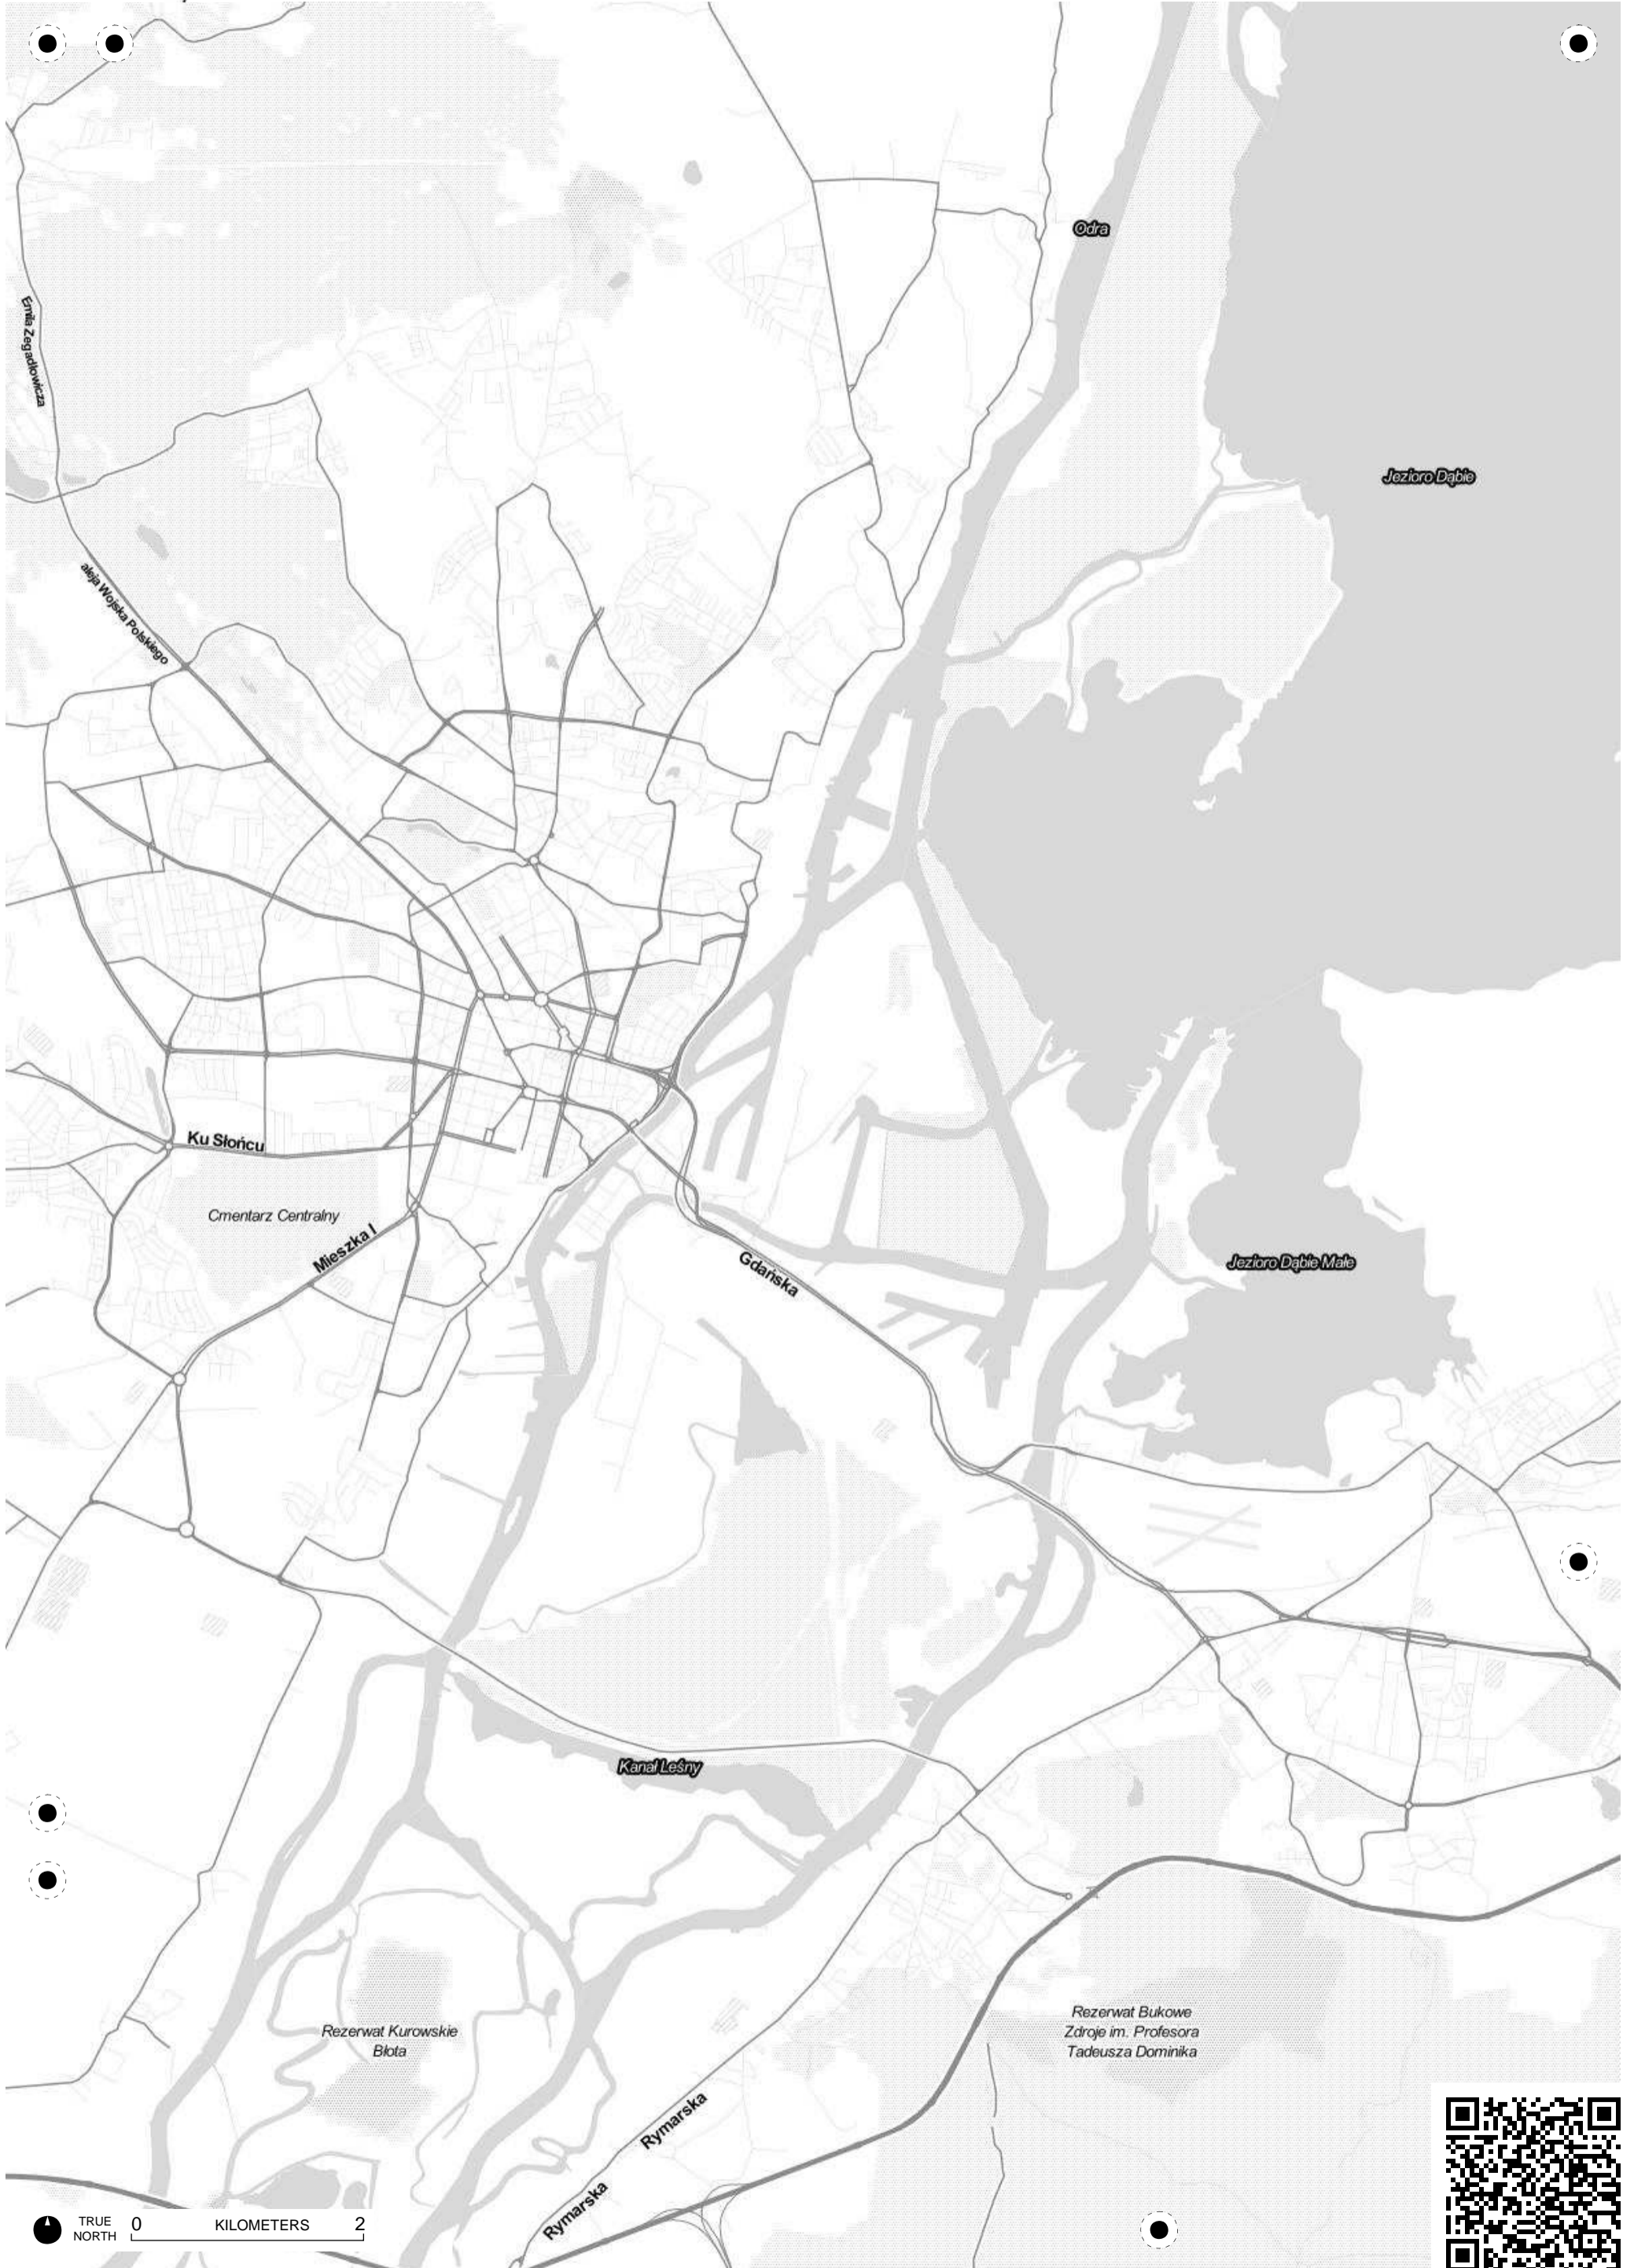 Odra
Emila Zegadłowicza
Jezioro Dąbie
aleja Wojska Polskiego
Ku Słońcu
Cmentarz Centralny
Mieszka I
Gdańska
Jezioro Dąbie Małe
Kanał Leśny
Rezerwat Bukowe
Zdroje im. Profesora
Tadeusza Dominika
Rezerwat Kurowskie
Błota
Rymarska
Rymarska
TRUE
NORTH
0 KILOMETERS 2